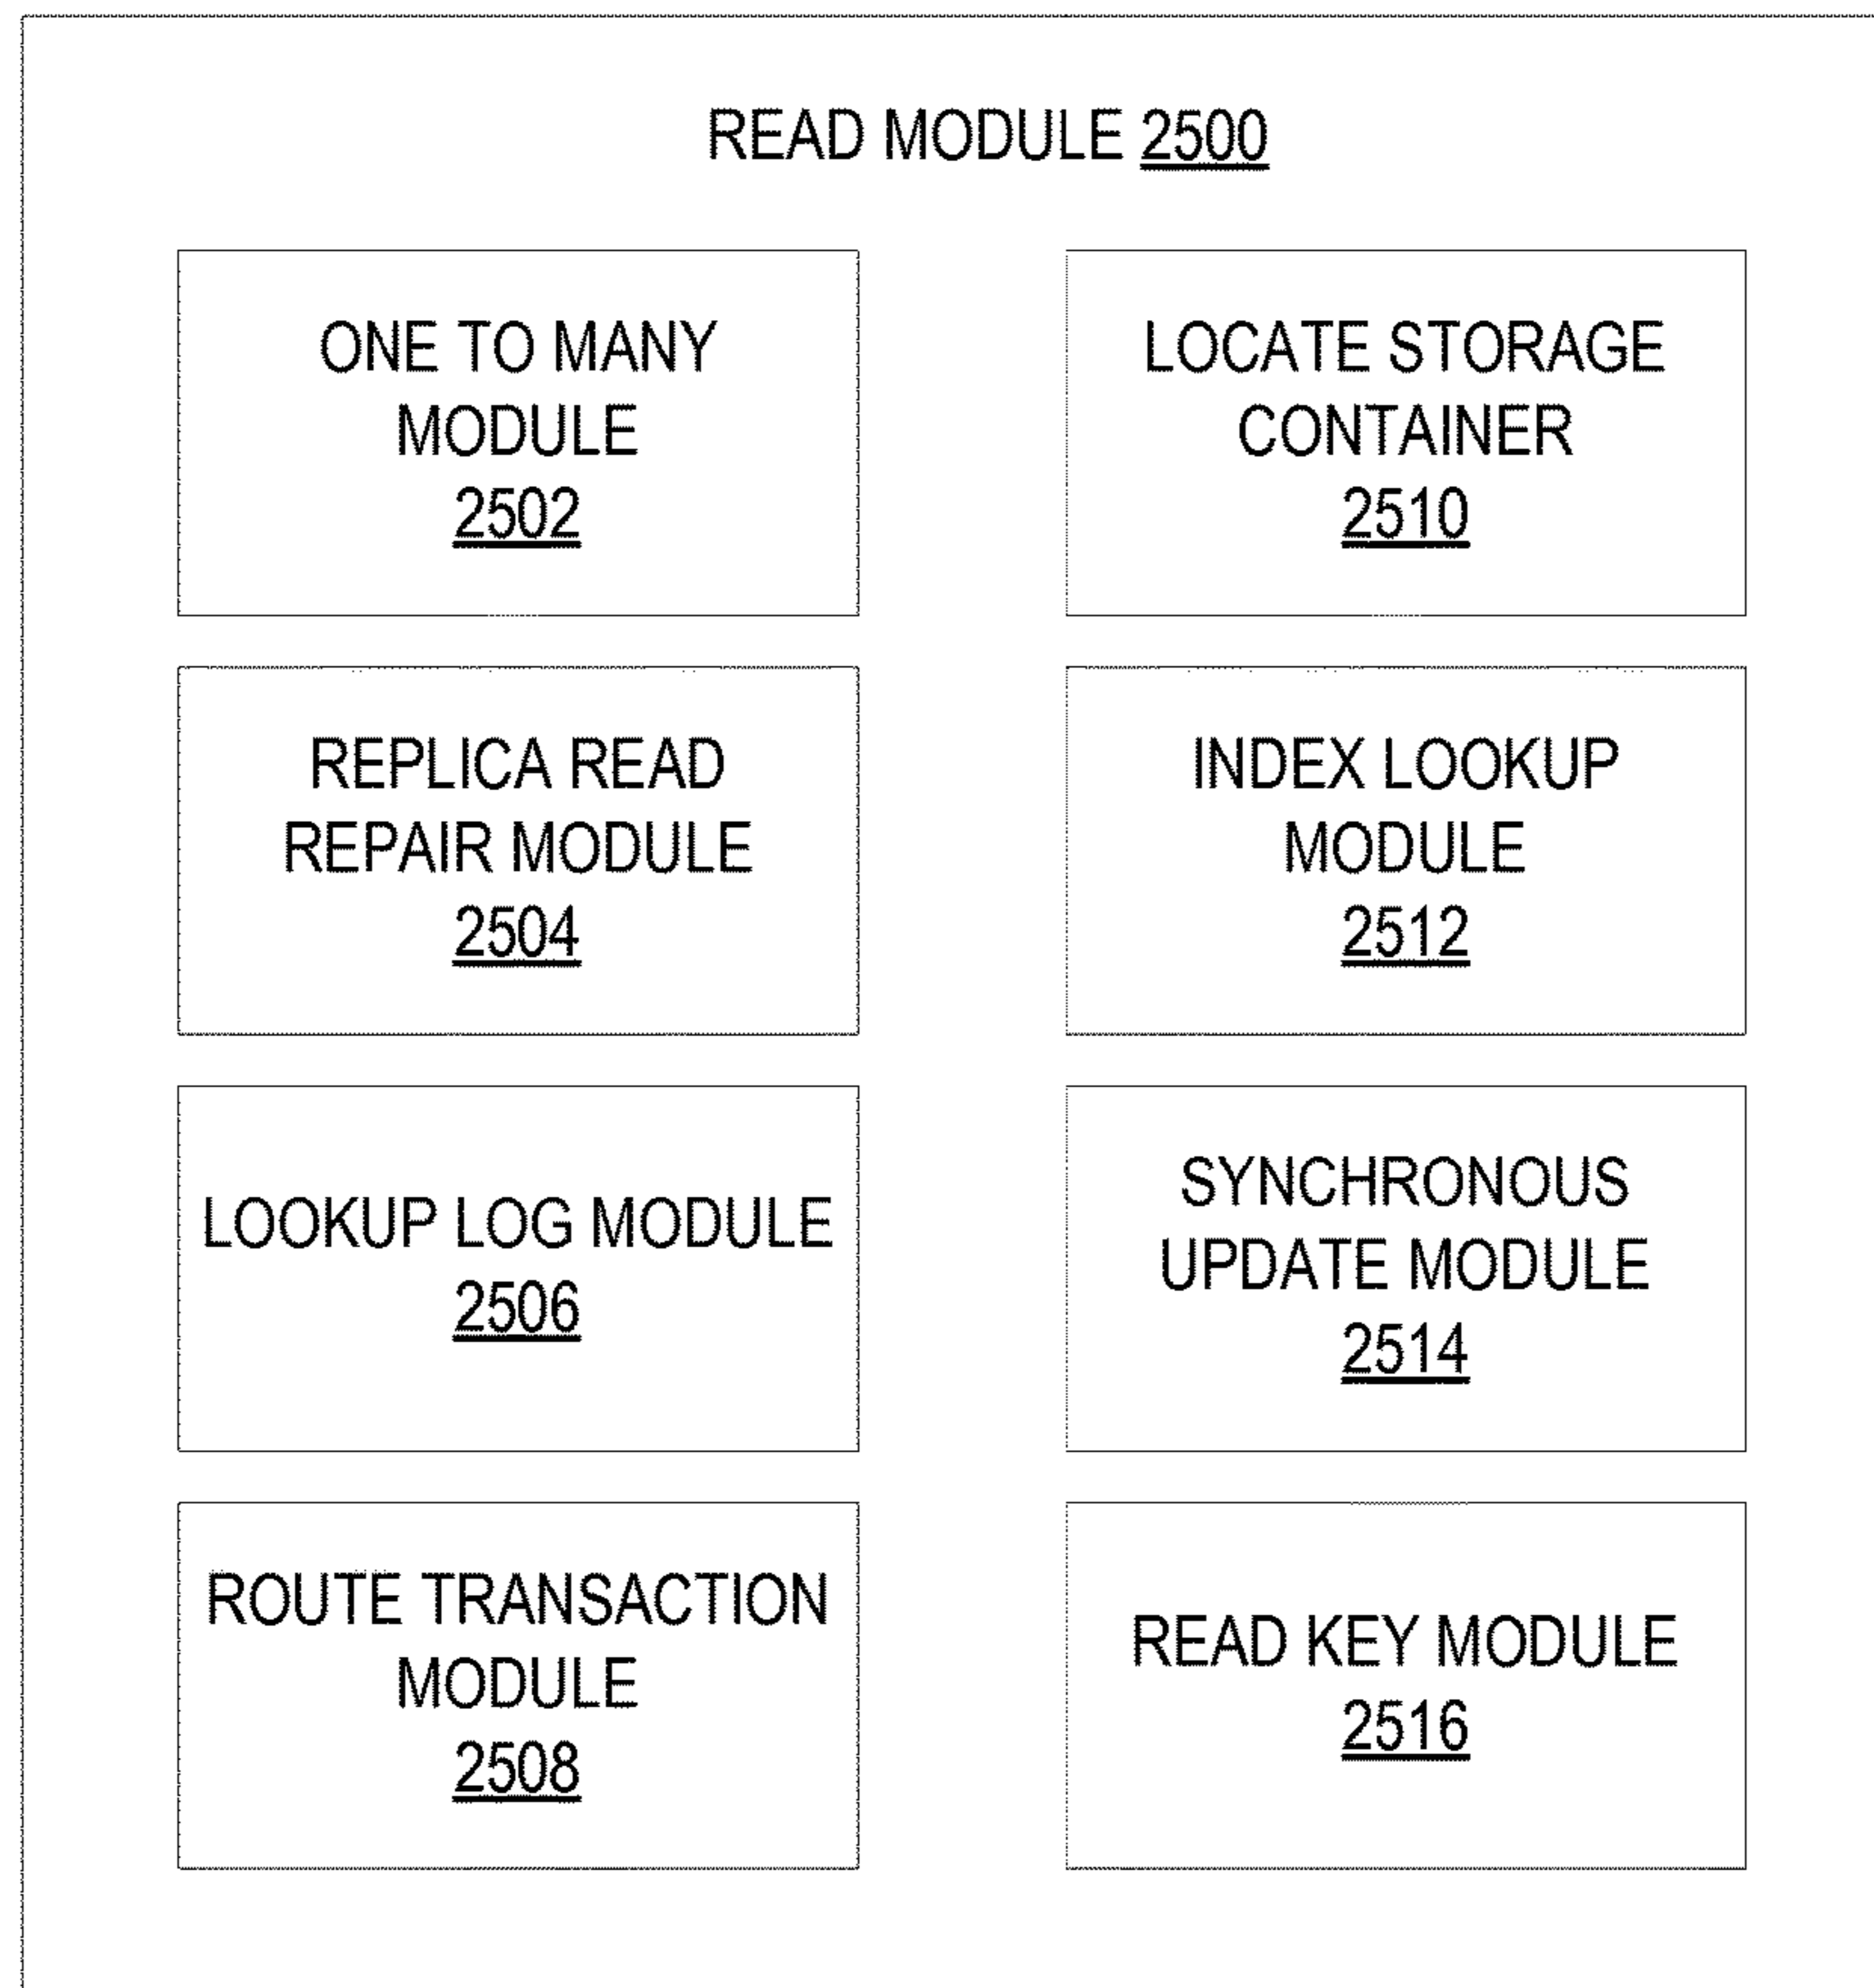 READ MODULE 2500
ONE TO MANY
MODULE
2502
LOCATE STORAGE
CONTAINER
2510
REPLICA READ
REPAIR MODULE
2504
INDEX LOOKUP
MODULE
2512
LOOKUP LOG MODULE
2506
SYNCHRONOUS
UPDATE MODULE
2514
ROUTE TRANSACTION
MODULE
2508
READ KEY MODULE
2516